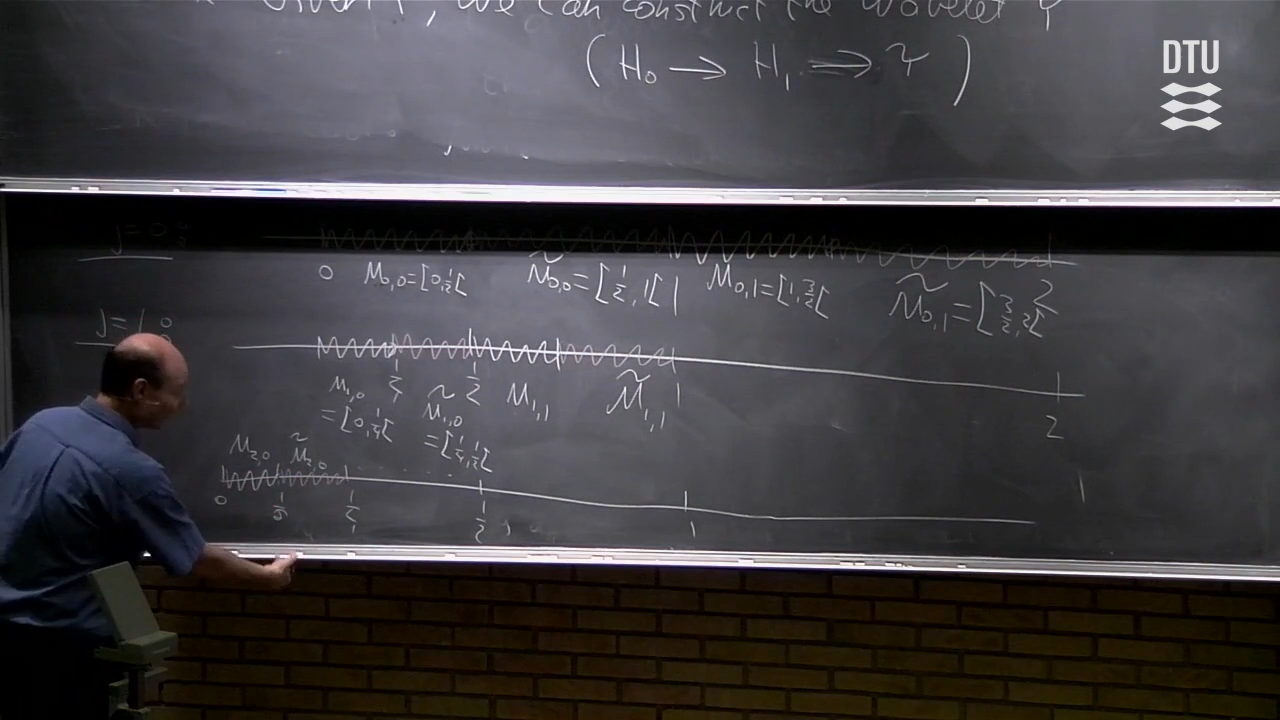 Given φ, we can construct the wavelet ψ
(H₀ → H₁ ⇒ ψ)
DTU
j=0:
0 M₀,₀=[0,½[ M̃₀,₀=[½,1[ 1 M₀,₁=[1,3/2[ M̃₀,₁=[3/2,2[ 2
j=1:
¼ ½ 1 2
M₁,₀ =[0,¼[ M̃₁,₀ =[¼,½[ M₁,₁ M̃₁,₁
M₂,₀ M̃₂,₀ ......
0 ⅛ ¼ ½ 1